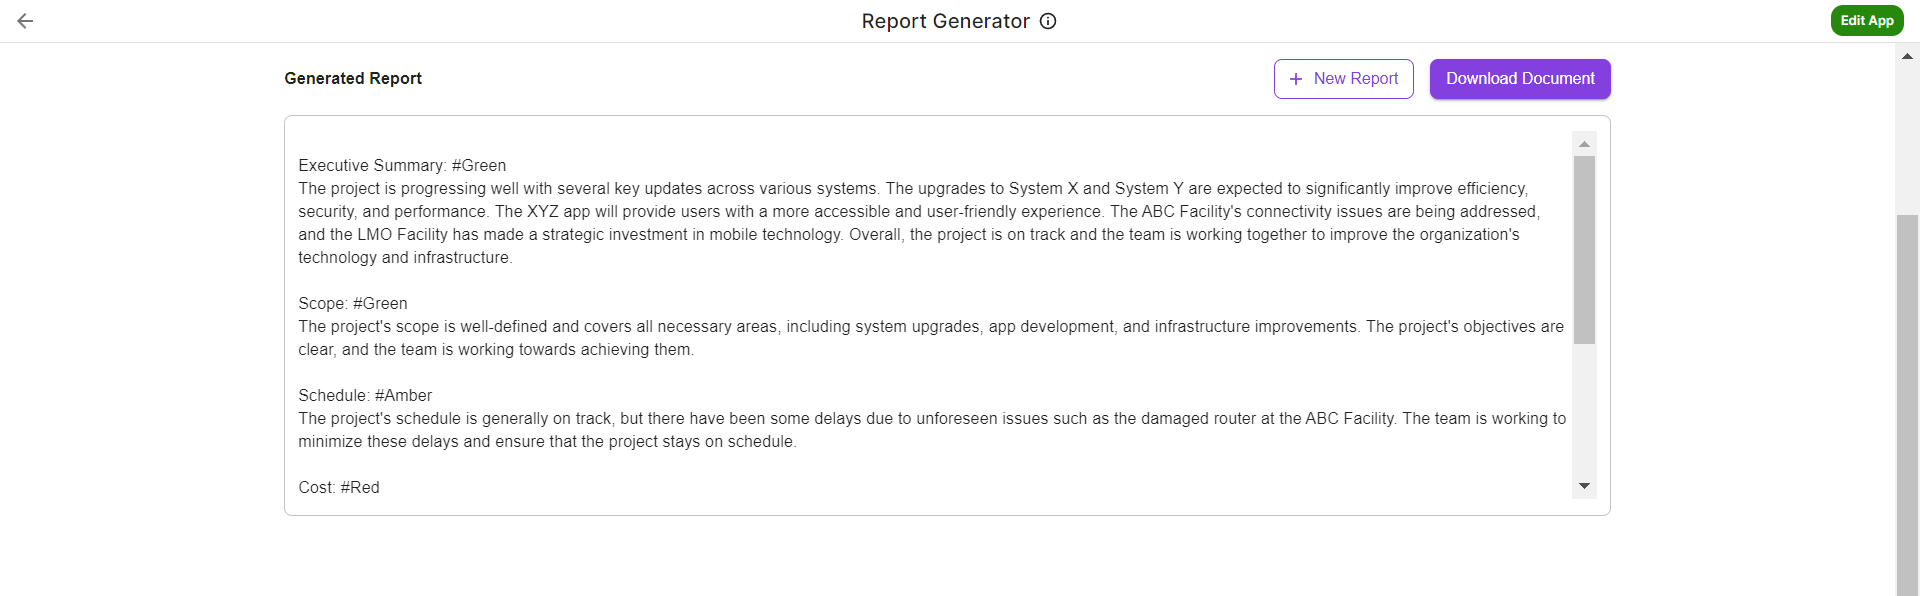 Report Generator
Edit App
Generated Report
+ New Report
Download Document
Executive Summary: #Green
The project is progressing well with several key updates across various systems. The upgrades to System X and System Y are expected to significantly improve efficiency,
security, and performance. The XYZ app will provide users with a more accessible and user-friendly experience. The ABC Facility's connectivity issues are being addressed,
and the LMO Facility has made a strategic investment in mobile technology. Overall, the project is on track and the team is working together to improve the organization's
technology and infrastructure.
Scope: #Green
The project's scope is well-defined and covers all necessary areas, including system upgrades, app development, and infrastructure improvements. The project's objectives are
clear, and the team is working towards achieving them.
Schedule: #Amber
The project's schedule is generally on track, but there have been some delays due to unforeseen issues such as the damaged router at the ABC Facility. The team is working to
minimize these delays and ensure that the project stays on schedule.
Cost: #Red